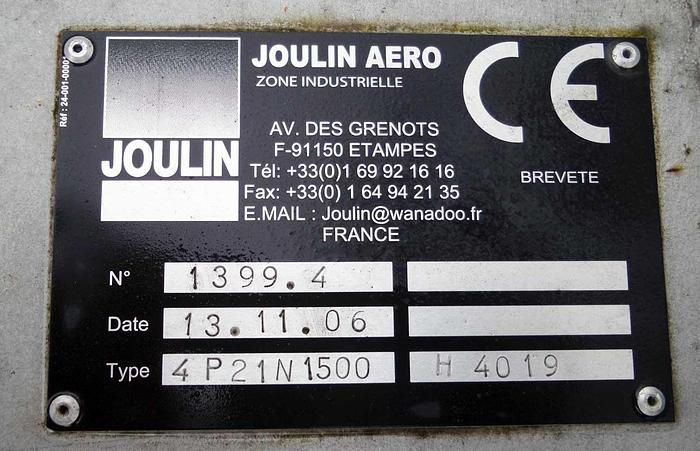 Réf : 24-001-0000
JOULIN
JOULIN AERO
ZONE INDUSTRIELLE
AV. DES GRENOTS
F-91150 ETAMPES
Tél: +33(0)1 69 92 16 16
Fax: +33(0) 1 64 94 21 35
E.MAIL : Joulin@wanadoo.fr
FRANCE
CE
BREVETE
N° 1399.4
Date 13.11.06
Type 4P21N1500 H 4019